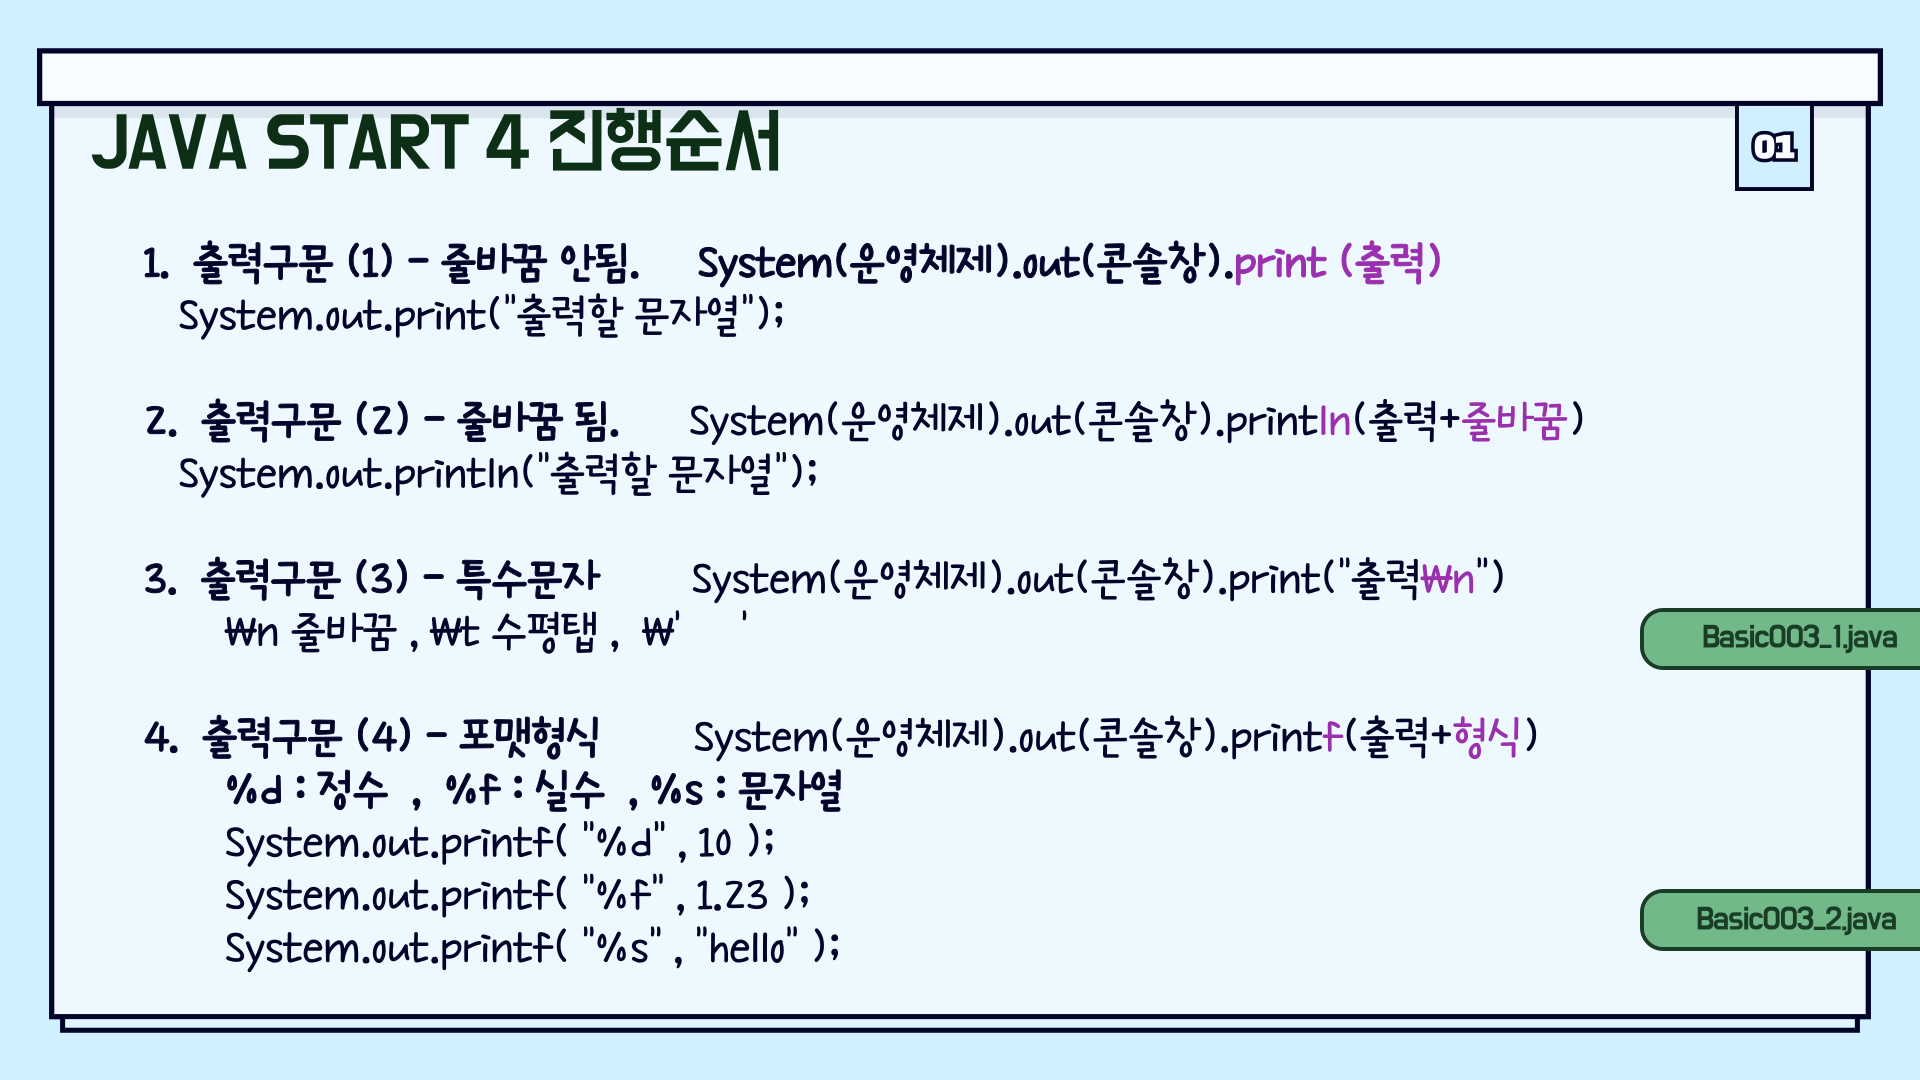 JAVA START 4 진행순서
01
1. 출력구문 (1) - 줄바꿈 안됨. System(운영체제).out(콘솔창).print (출력)
System.out.print("출력할 문자열");
2. 출력구문 (2) - 줄바꿈 됨. System(운영체제).out(콘솔창).println(출력+줄바꿈)
System.out.println("출력할 문자열");
3. 출력구문 (3) - 특수문자 System(운영체제).out(콘솔창).print("출력₩n")
₩n 줄바꿈 , ₩t 수평탭 , ₩' '
Basic003_1.java
4. 출력구문 (4) - 포맷형식 System(운영체제).out(콘솔창).printf(출력+형식)
%d : 정수 , %f : 실수 , %s : 문자열
System.out.printf( "%d" , 10 );
System.out.printf( "%f" , 1.23 );
Basic003_2.java
System.out.printf( "%s" , "hello" );